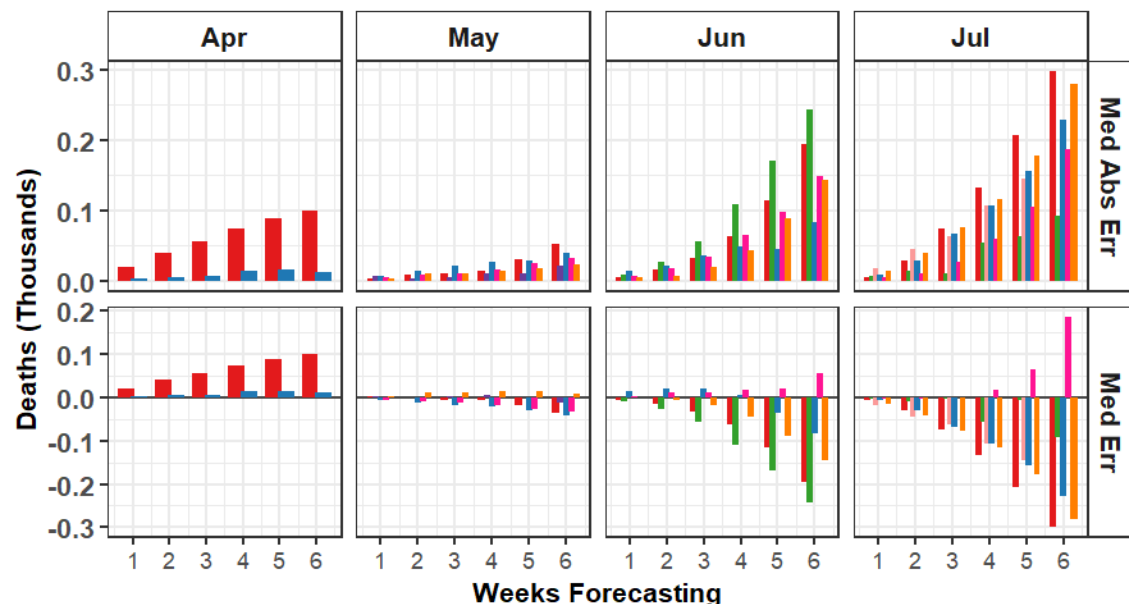 Apr May Jun Jul
0.3
0.2
0.1
0.0
Med Abs Err
0.2
0.1
0.0
-0.1
-0.2
-0.3
Med Err
Deaths (Thousands)
1 2 3 4 5 6 1 2 3 4 5 6 1 2 3 4 5 6 1 2 3 4 5 6
Weeks Forecasting